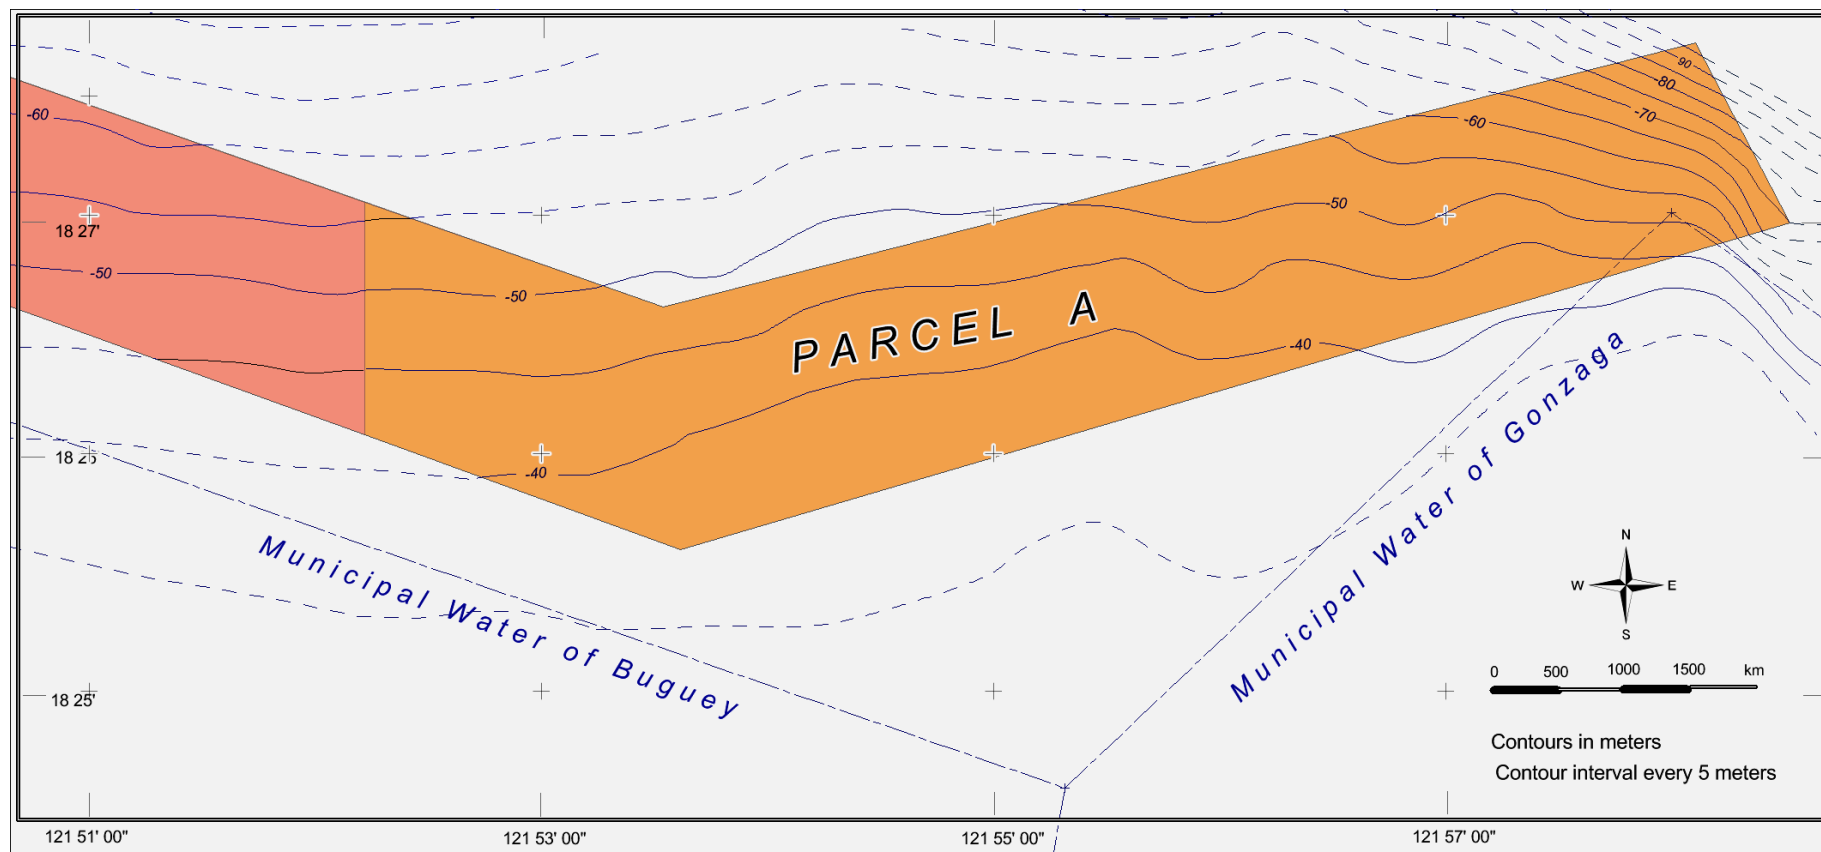 90
-80
-70
-60
-60
-50
18 27'
-50
-50
PARCEL A
-40
18 25
-40
Municipal Water of Gonzaga
Municipal Water of Buguey
N
W E
S
0 500 1000 1500 km
18 25'
Contours in meters
Contour interval every 5 meters
121 51' 00" 121 53' 00" 121 55' 00" 121 57' 00"